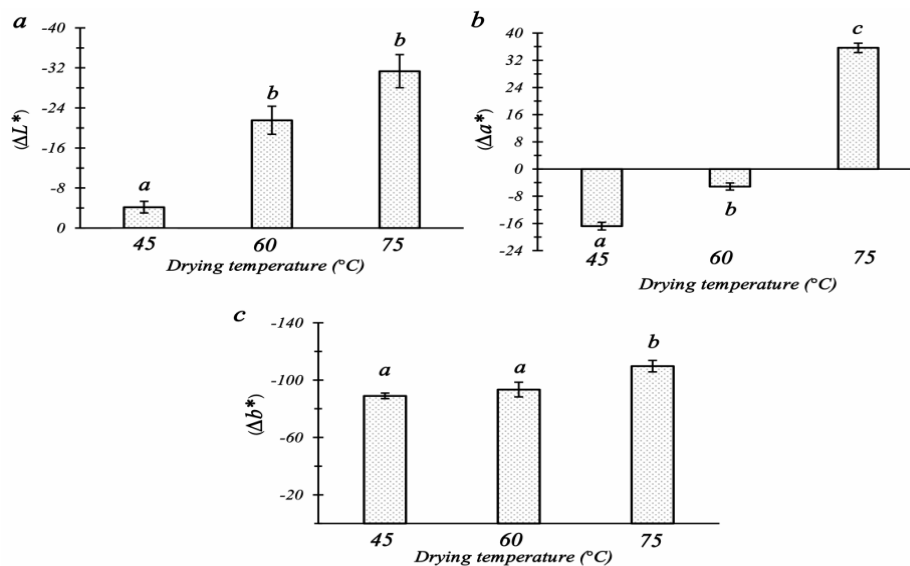 a
(ΔL*)
-40
-32
-24
-16
-8
0
a
b
b
45 60 75
Drying temperature (°C)
b
(Δa*)
40
32
24
16
8
0
-8
-16
-24
a
b
c
45 60 75
Drying temperature (°C)
c
(Δb*)
-140
-100
-60
-20
a
a
b
45 60 75
Drying temperature (°C)